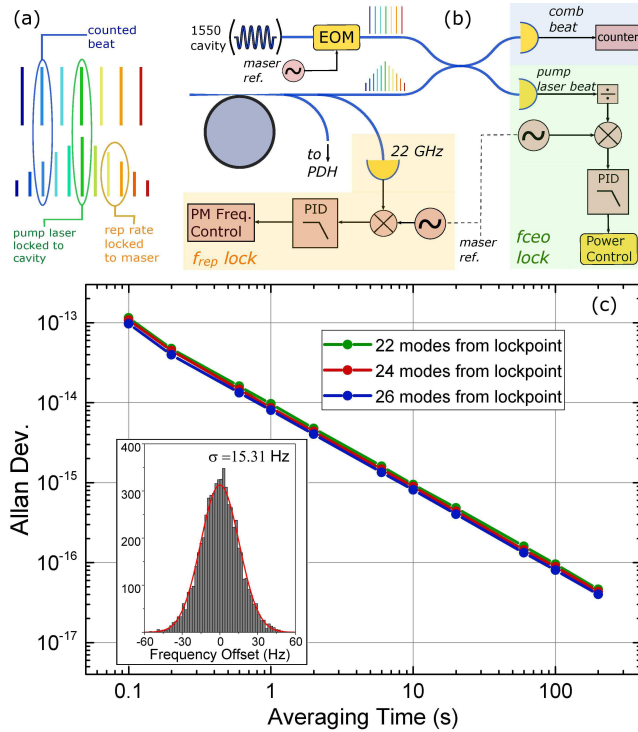 (a)
counted
beat
pump laser
locked to
cavity
rep rate
locked
to maser
(b)
1550
cavity
EOM
maser
ref.
comb
beat
counter
pump
laser beat
÷
to
PDH
22 GHz
PM Freq.
Control
PID
frep lock
maser
ref.
PID
fceo
lock
Power
Control
(c)
22 modes from lockpoint
24 modes from lockpoint
26 modes from lockpoint
Allan Dev.
10-13
10-14
10-15
10-16
10-17
σ =15.31 Hz
400
300
200
100
0
-60 -30 0 30 60
Frequency Offset (Hz)
0.1 1 10 100
Averaging Time (s)